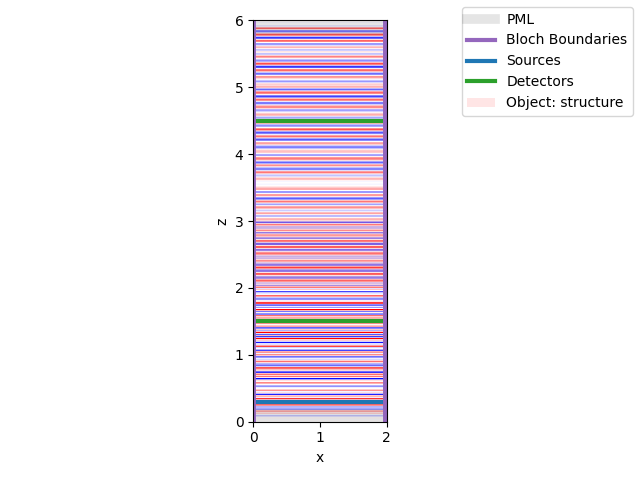 6
5
4
3
2
1
0
z
0
1
2
x
PML
Bloch Boundaries
Sources
Detectors
Object: structure